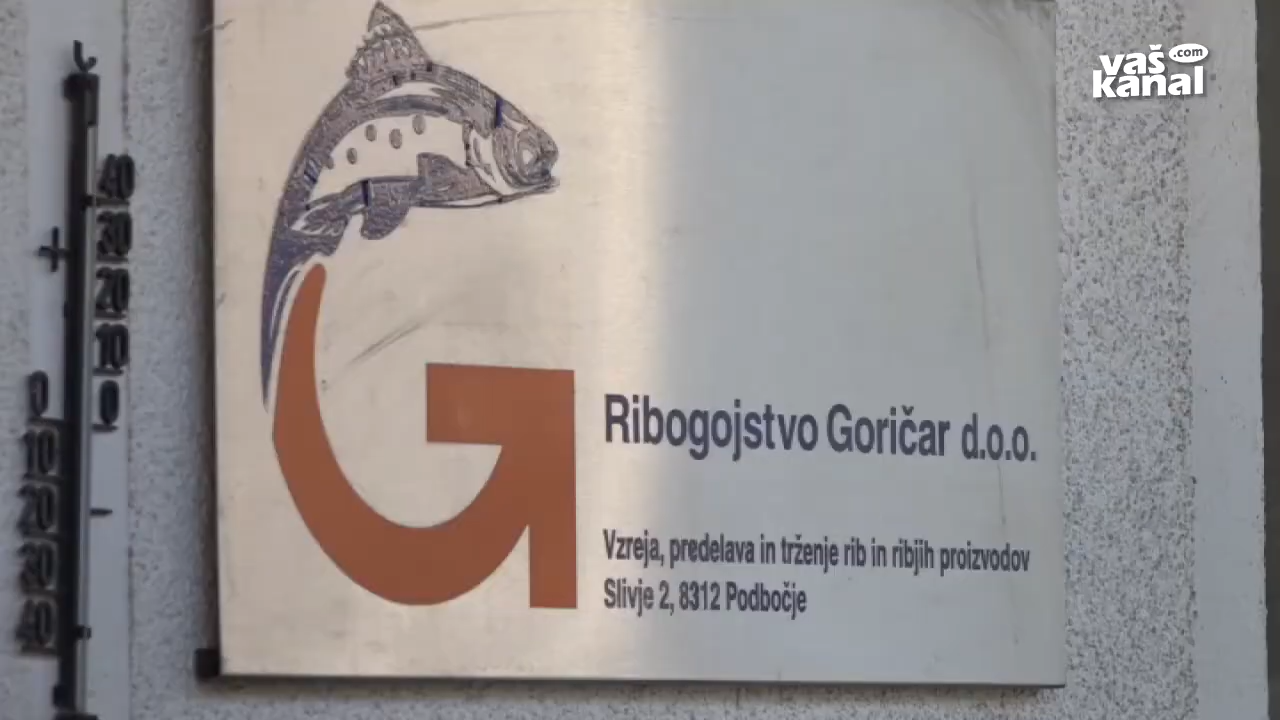 vaš
.com
kanal
40
30
20
10
0
0
10
20
30
40
G
Ribogojstvo Goričar d.o.o.
Vzreja, predelava in trženje rib in ribjih proizvodov
Slivje 2, 8312 Podbočje